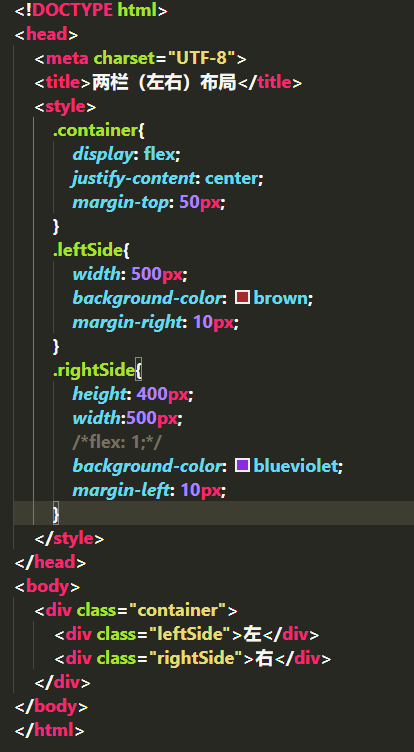 <!DOCTYPE html>
<head>
<meta charset="UTF-8">
<title>两栏（左右）布局</title>
<style>
.container{
display: flex;
justify-content: center;
margin-top: 50px;
}
.leftSide{
width: 500px;
background-color: brown;
margin-right: 10px;
}
.rightSide{
height: 400px;
width:500px;
/*flex: 1;*/
background-color: blueviolet;
margin-left: 10px;
}
</style>
</head>
<body>
<div class="container">
<div class="leftSide">左</div>
<div class="rightSide">右</div>
</div>
</body>
</html>